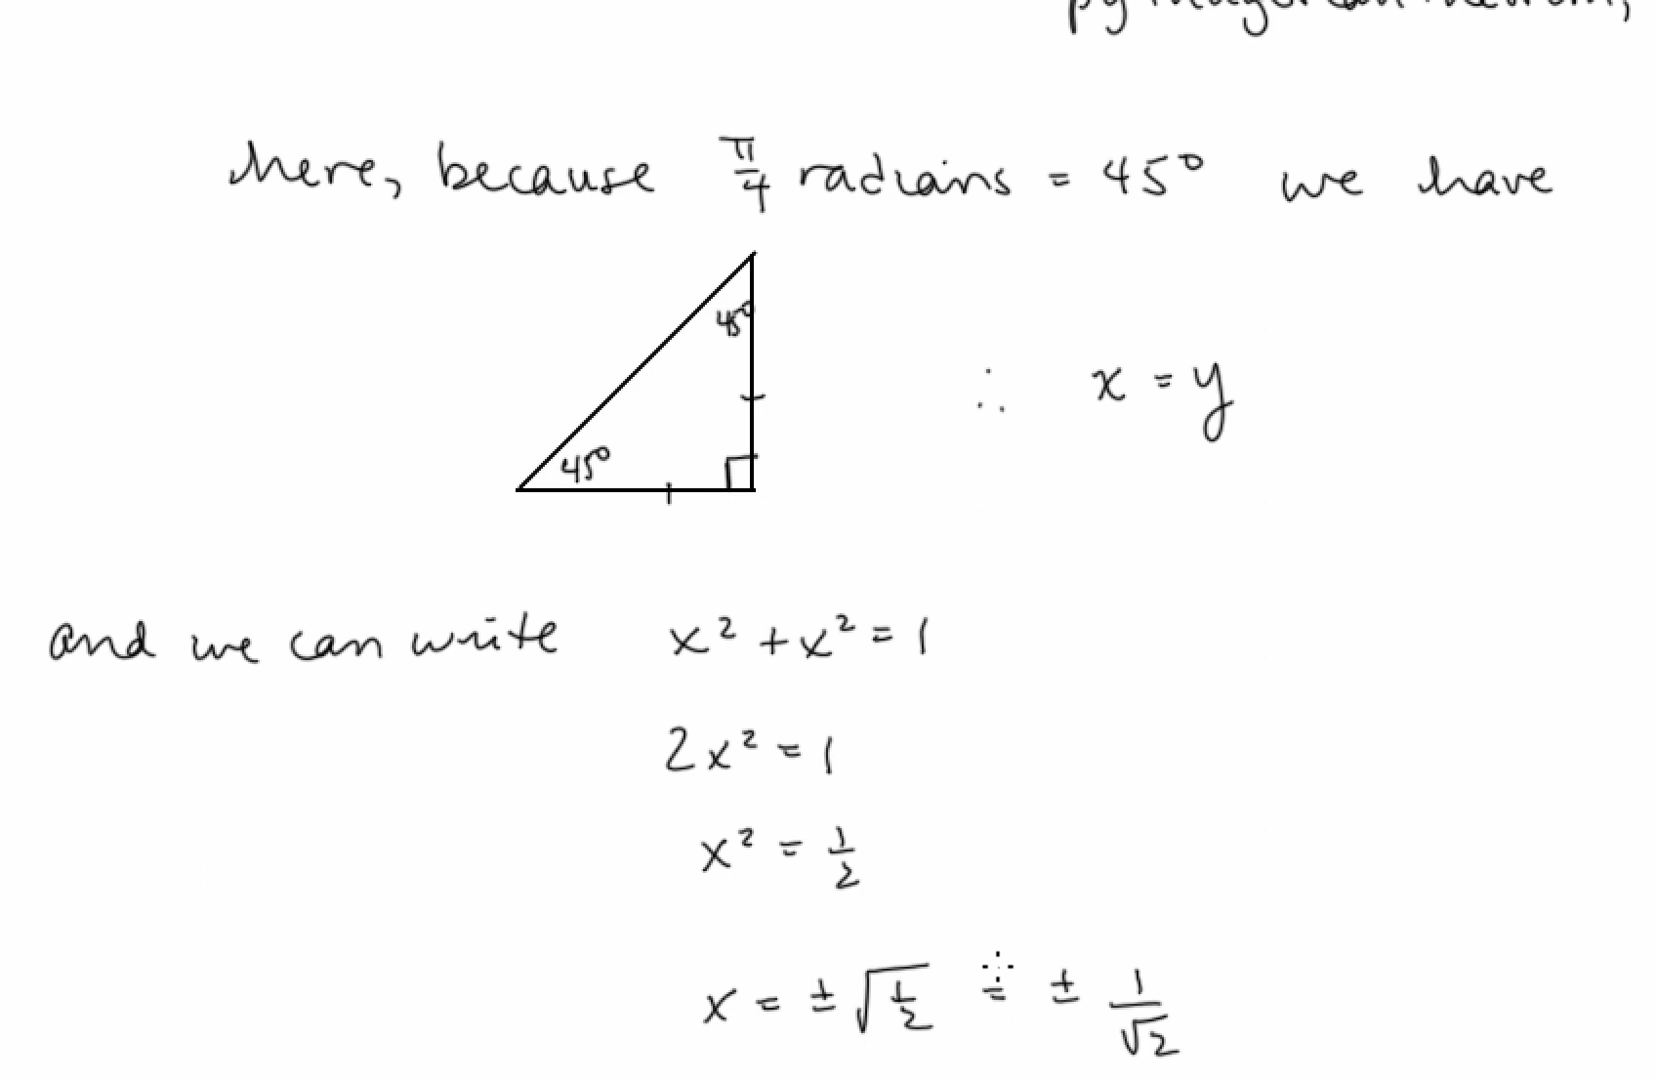 here, because π/4 radians = 45° we have
45°
∴ x = y
45°
and we can write x² + x² = 1
2x² = 1
x² = 1/2
x = ±√(1/2) = ± 1/√2